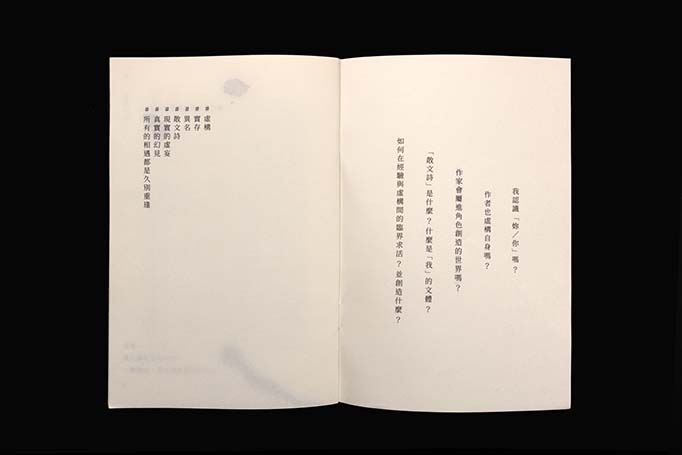 我認識「妳／你」嗎？
作者也虛構自身嗎？
作家會屬進角色創造的世界嗎？
「散文詩」是什麼？什麼是「我」的文體？
如何在經驗與虛構間的臨界求活？並創造什麼？
#虛構
#實存
#異名
#散文詩
#現實的虛妄
#真實的幻見
#所有的相遇都是久別重逢